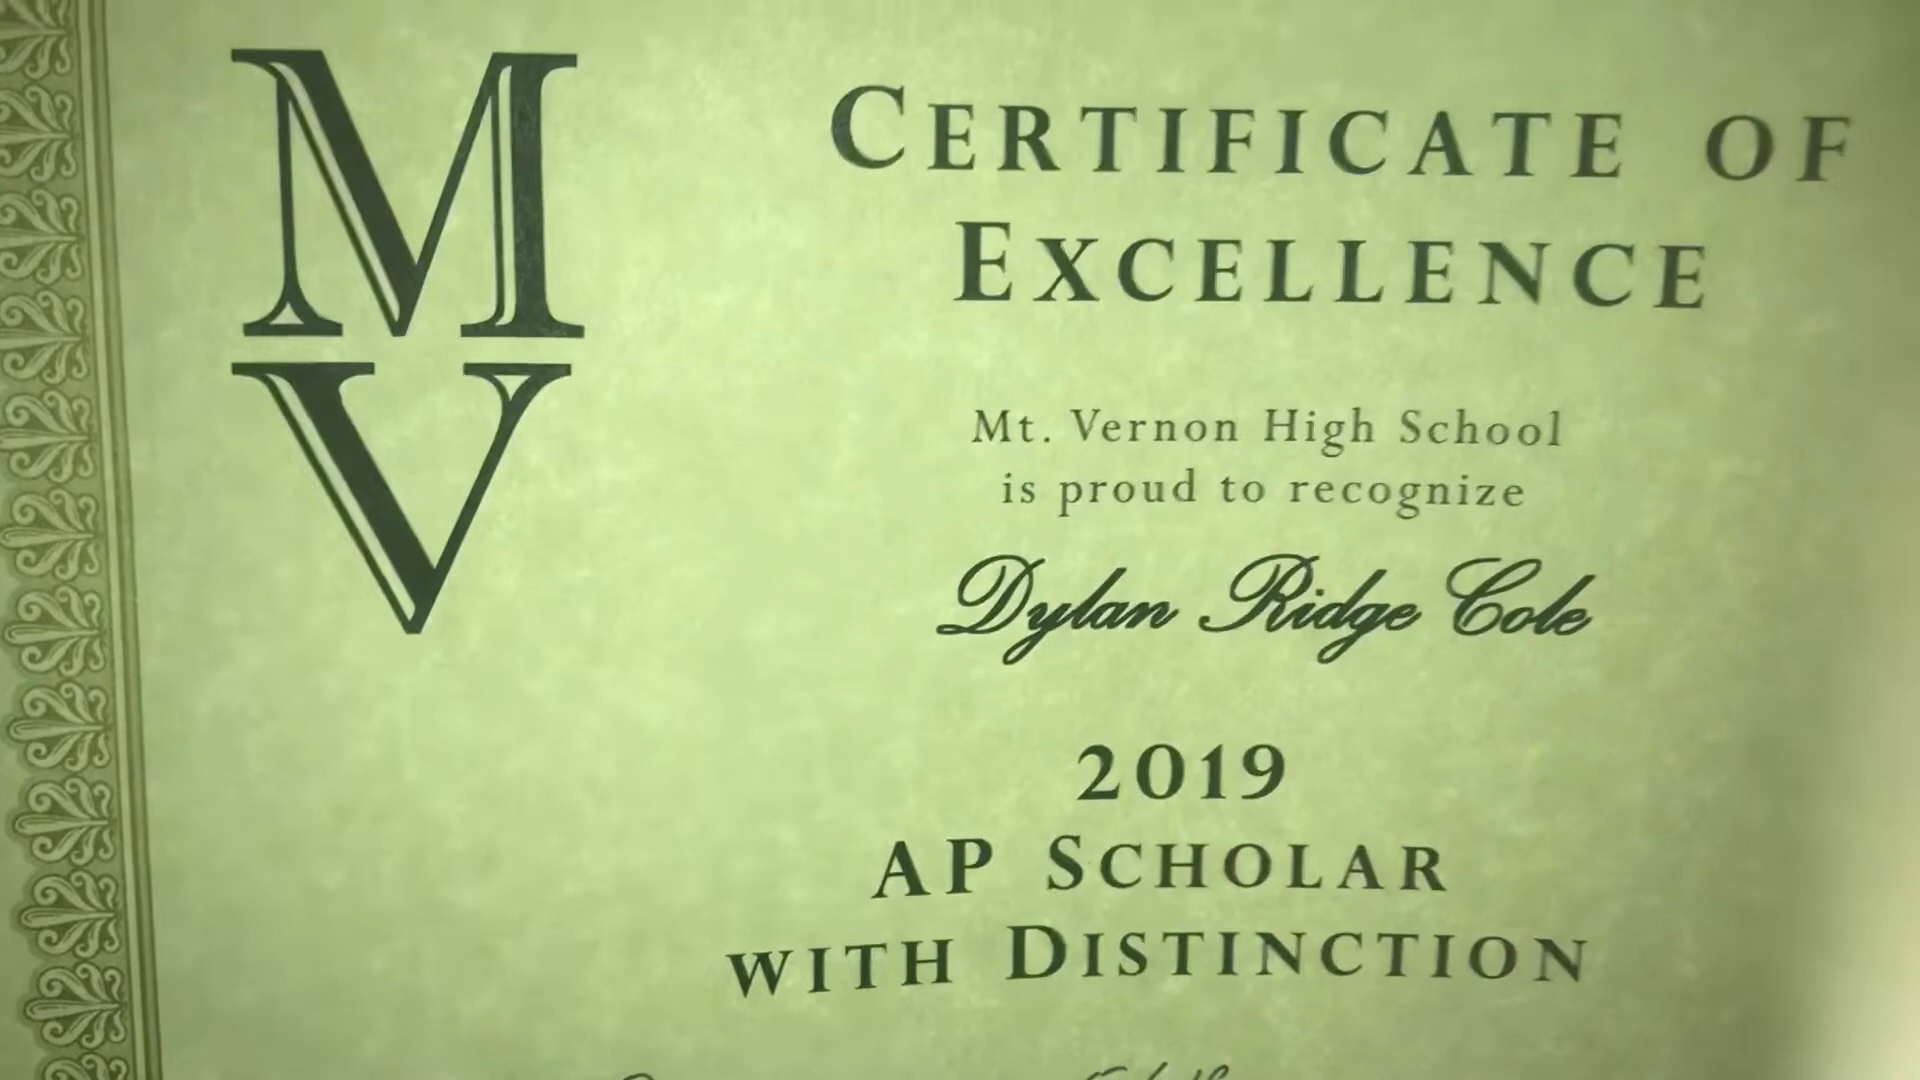 M
V
CERTIFICATE OF
EXCELLENCE
Mt. Vernon High School
is proud to recognize
Dylan Ridge Cole
2019
AP SCHOLAR
WITH DISTINCTION